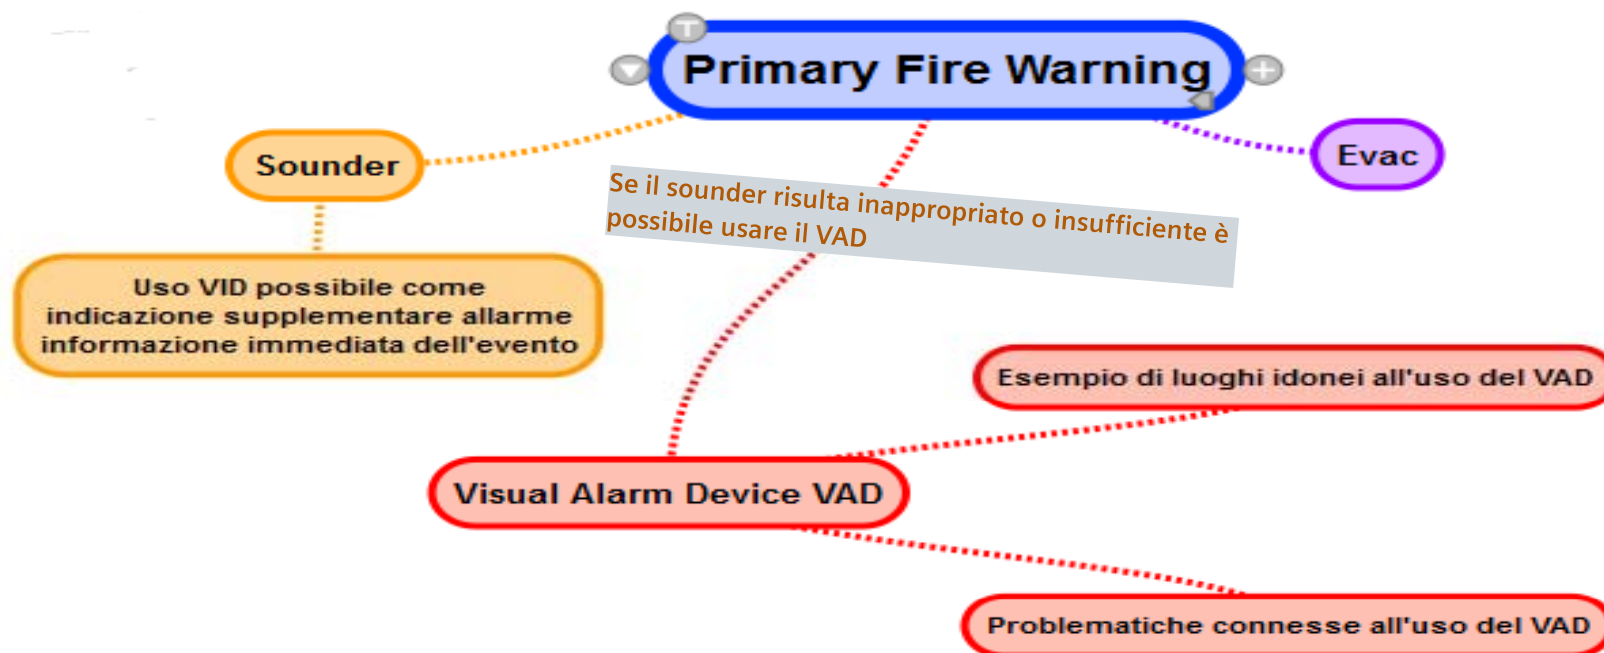 Primary Fire Warning
Sounder
Evac
Se il sounder risulta inappropriato o insufficiente è
possibile usare il VAD
Uso VID possibile come
indicazione supplementare allarme
informazione immediata dell'evento
Esempio di luoghi idonei all'uso del VAD
Visual Alarm Device VAD
Problematiche connesse all'uso del VAD